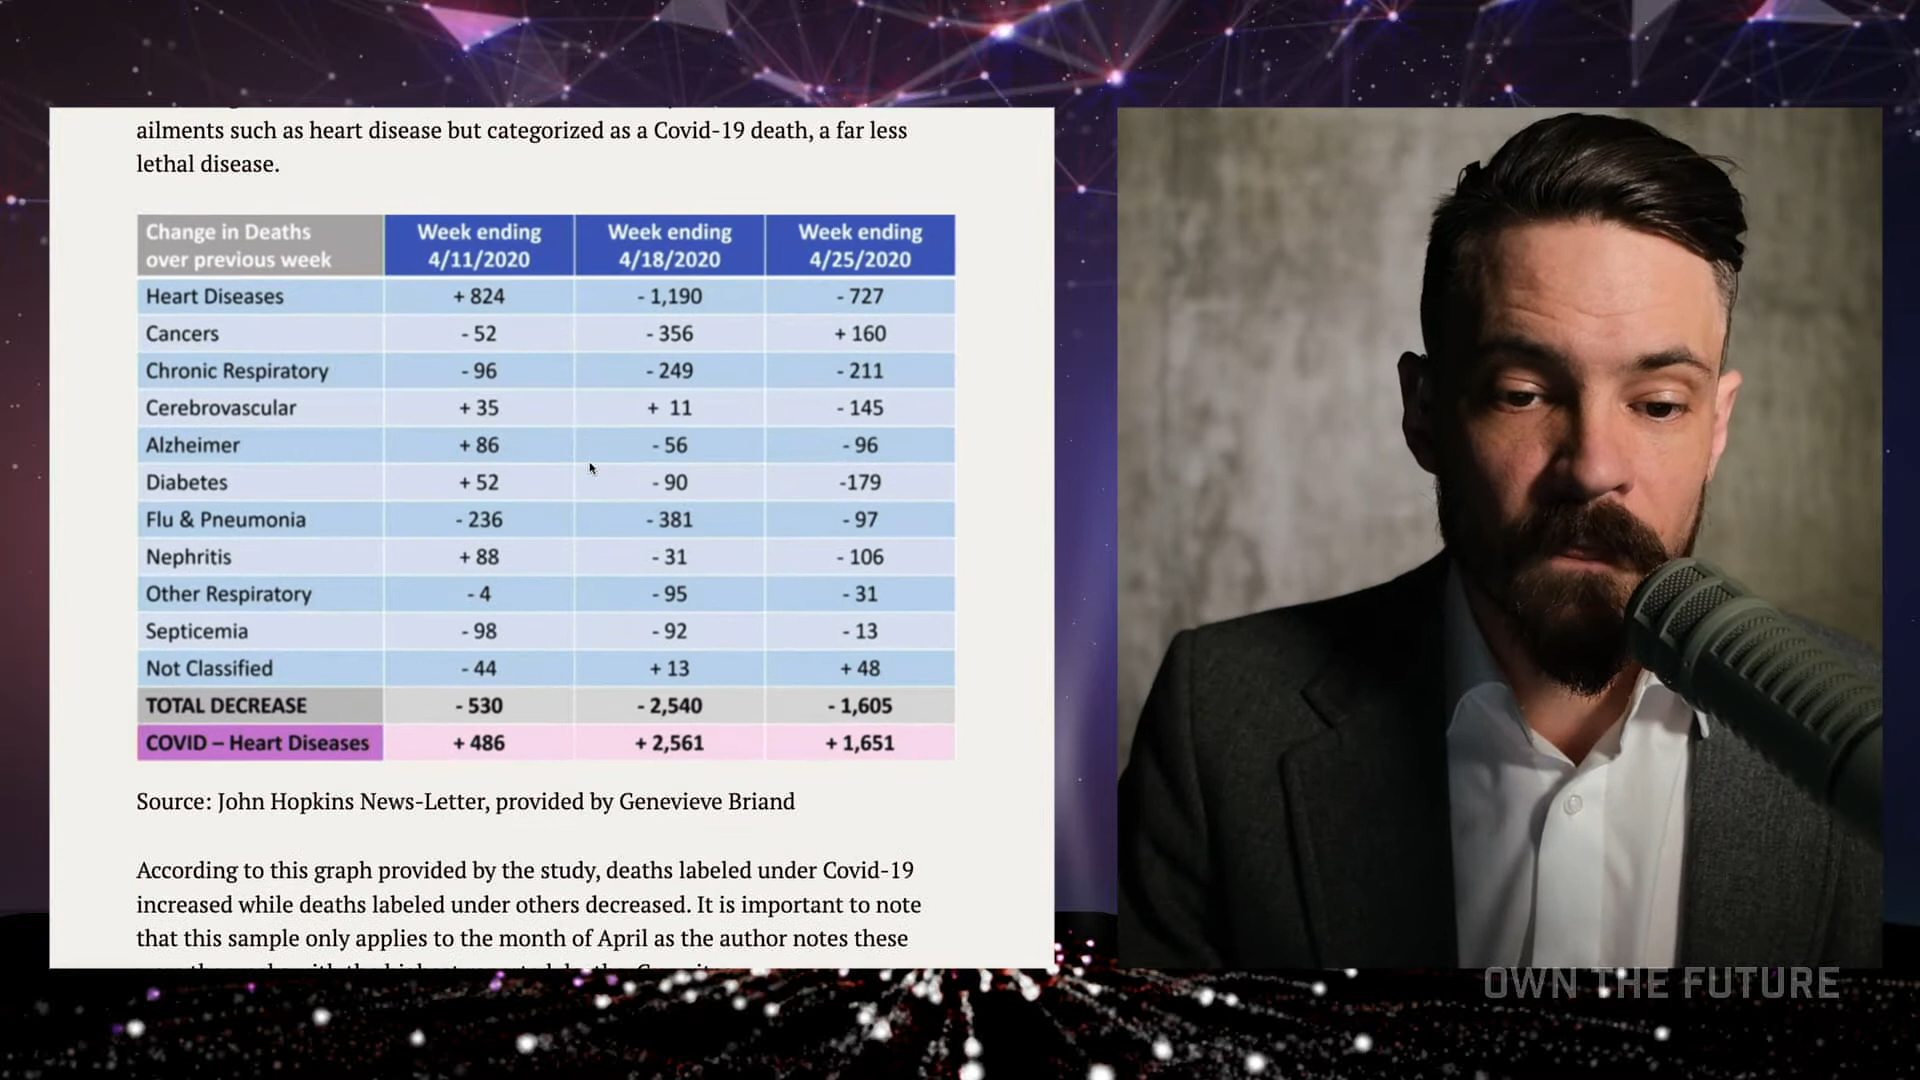 ailments such as heart disease but categorized as a Covid-19 death, a far less
lethal disease.
Change in Deaths over previous week Week ending 4/11/2020 Week ending 4/18/2020 Week ending 4/25/2020
Heart Diseases + 824 - 1,190 - 727
Cancers - 52 - 356 + 160
Chronic Respiratory - 96 - 249 - 211
Cerebrovascular + 35 + 11 - 145
Alzheimer + 86 - 56 - 96
Diabetes + 52 - 90 -179
Flu & Pneumonia - 236 - 381 - 97
Nephritis + 88 - 31 - 106
Other Respiratory - 4 - 95 - 31
Septicemia - 98 - 92 - 13
Not Classified - 44 + 13 + 48
TOTAL DECREASE - 530 - 2,540 - 1,605
COVID – Heart Diseases + 486 + 2,561 + 1,651
Source: John Hopkins News-Letter, provided by Genevieve Briand
According to this graph provided by the study, deaths labeled under Covid-19
increased while deaths labeled under others decreased. It is important to note
that this sample only applies to the month of April as the author notes these
OWN THE FUTURE